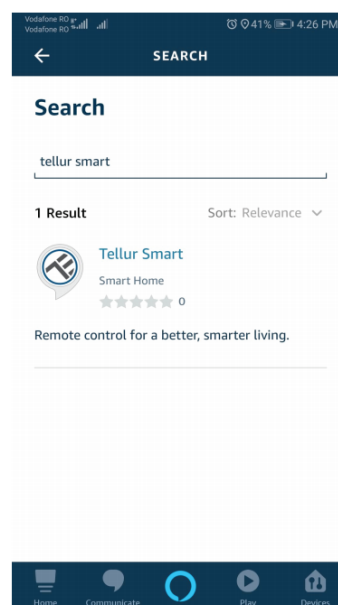 Vodafone RO
Vodafone RO
41% 4:26 PM
SEARCH
Search
tellur smart
1 Result
Sort: Relevance
Tellur Smart
Smart Home
0
Remote control for a better, smarter living.
Home Communicate Play Devices